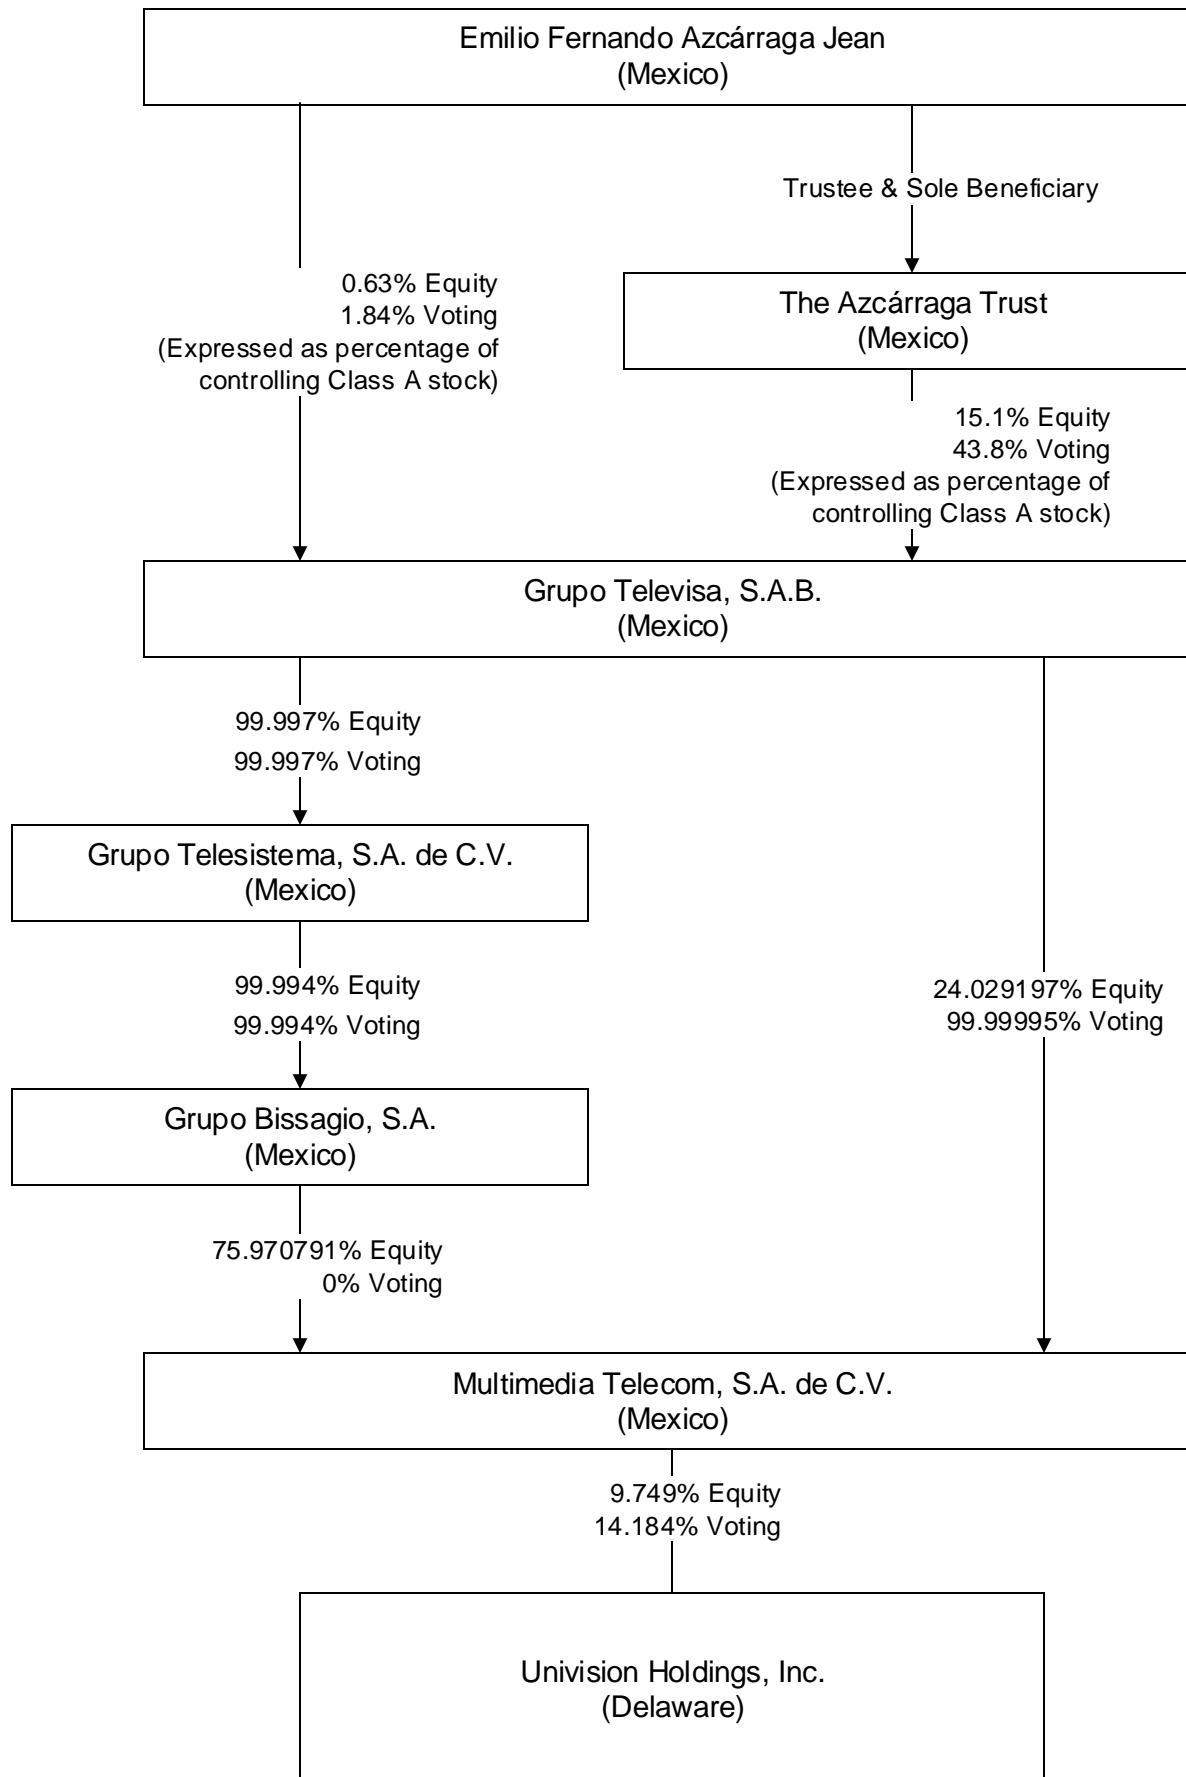 Emilio Fernando Azcárraga Jean
(Mexico)
Trustee & Sole Beneficiary
0.63% Equity
1.84% Voting
(Expressed as percentage of
controlling Class A stock)
The Azcárraga Trust
(Mexico)
15.1% Equity
43.8% Voting
(Expressed as percentage of
controlling Class A stock)
Grupo Televisa, S.A.B.
(Mexico)
99.997% Equity
99.997% Voting
Grupo Telesistema, S.A. de C.V.
(Mexico)
99.994% Equity
99.994% Voting
24.029197% Equity
99.99995% Voting
Grupo Bissagio, S.A.
(Mexico)
75.970791% Equity
0% Voting
Multimedia Telecom, S.A. de C.V.
(Mexico)
9.749% Equity
14.184% Voting
Univision Holdings, Inc.
(Delaware)